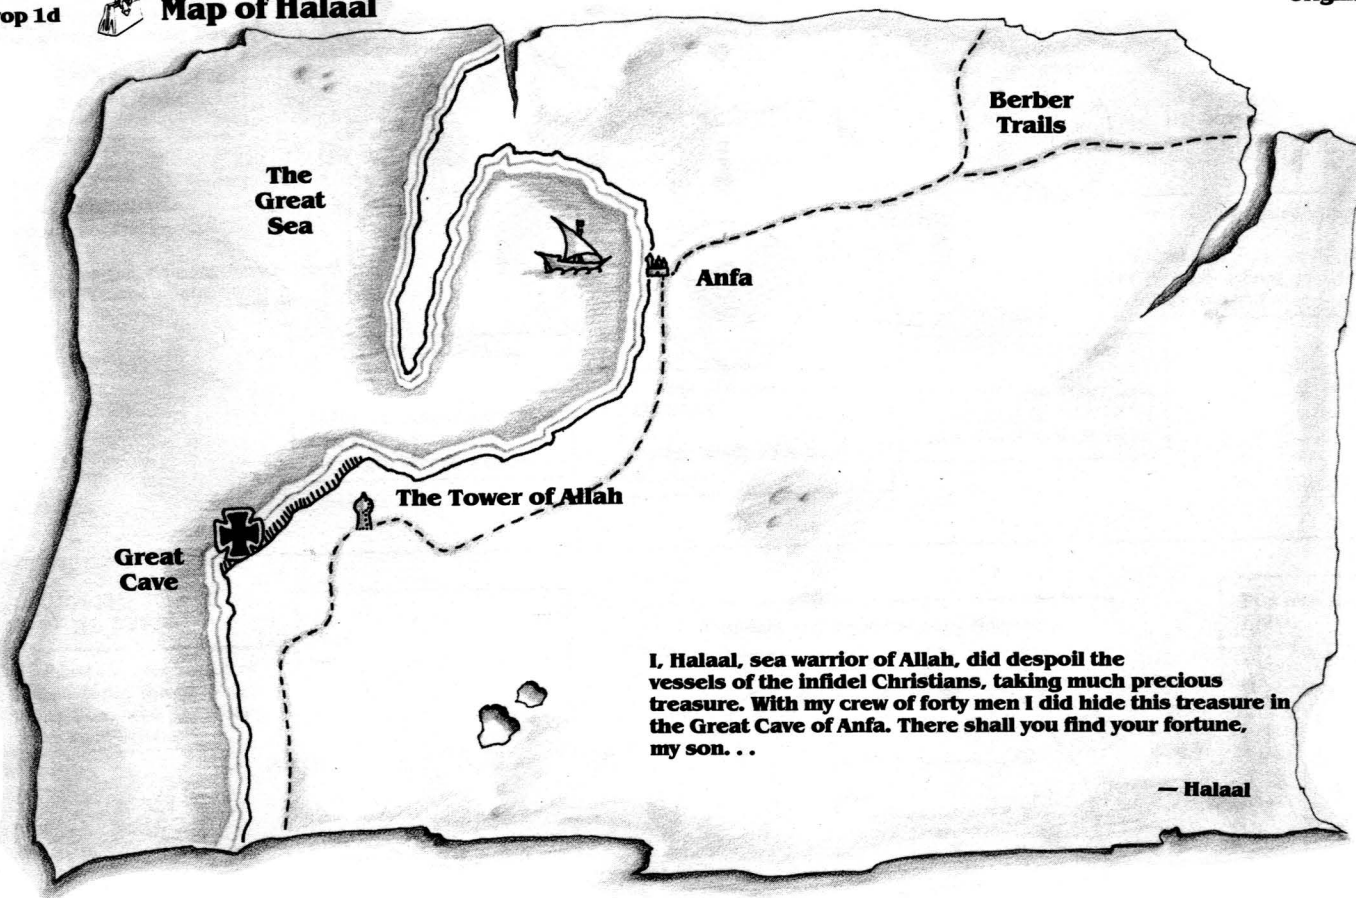 Map of Halaal
Berber
Trails
The
Great
Sea
Anfa
The Tower of Allah
Great
Cave
I, Halaal, sea warrior of Allah, did despoil the
vessels of the infidel Christians, taking much precious
treasure. With my crew of forty men I did hide this treasure in
the Great Cave of Anfa. There shall you find your fortune,
my son. . .
— Halaal